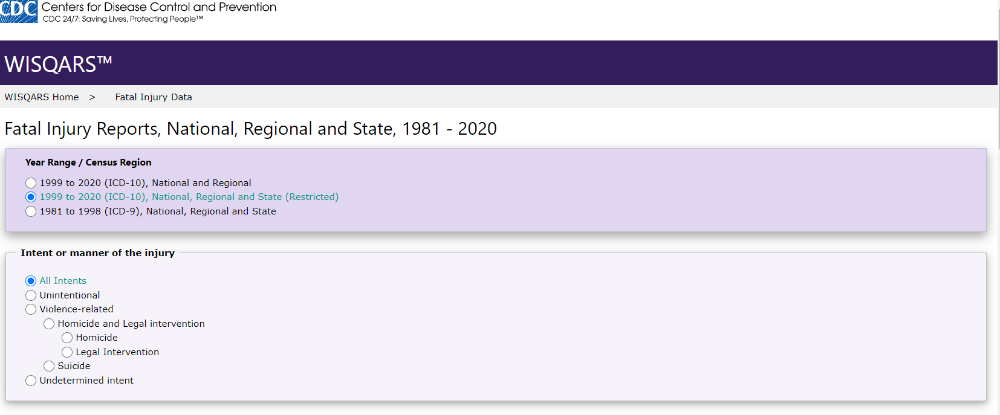 CDC Centers for Disease Control and Prevention
CDC 24/7: Saving Lives, Protecting People™
WISQARS™
WISQARS Home > Fatal Injury Data
Fatal Injury Reports, National, Regional and State, 1981 - 2020
Year Range / Census Region
1999 to 2020 (ICD-10), National and Regional
1999 to 2020 (ICD-10), National, Regional and State (Restricted)
1981 to 1998 (ICD-9), National, Regional and State
Intent or manner of the injury
All Intents
Unintentional
Violence-related
Homicide and Legal intervention
Homicide
Legal Intervention
Suicide
Undetermined intent